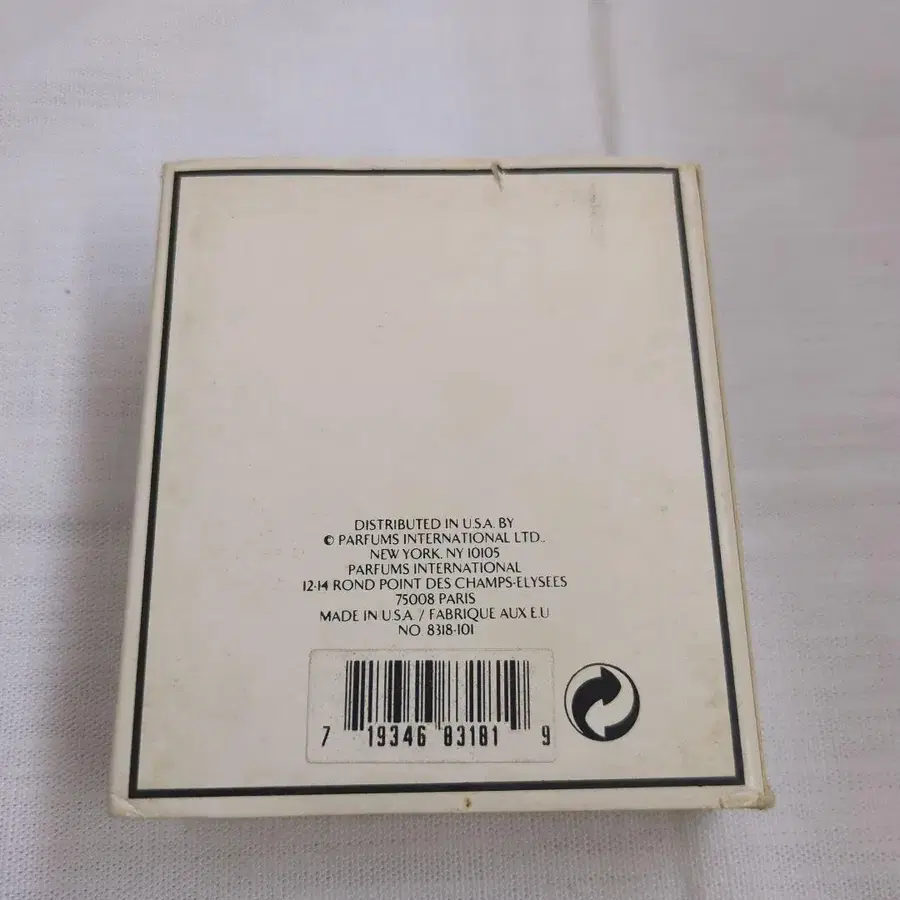 DISTRIBUTED IN U.S.A. BY
© PARFUMS INTERNATIONAL LTD.,
NEW YORK, NY 10105
PARFUMS INTERNATIONAL
12-14 ROND POINT DES CHAMPS-ELYSEES
75008 PARIS
MADE IN U.S.A. / FABRIQUE AUX E.U
NO 8318-101
7 19346 83181 9